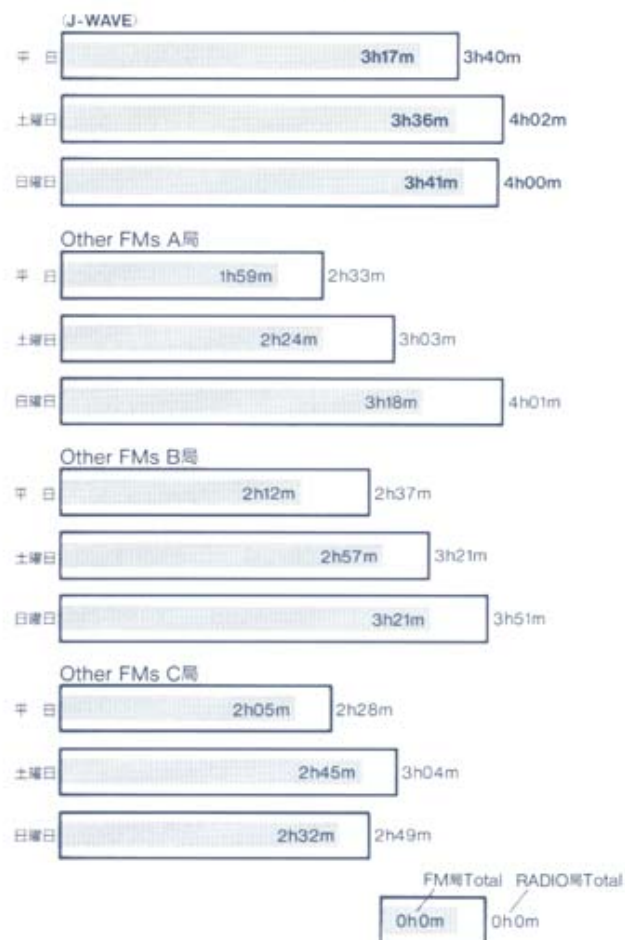 (J-WAVE)
平 日 3h17m 3h40m
土曜日 3h36m 4h02m
日曜日 3h41m 4h00m
Other FMs A局
平 日 1h59m 2h33m
土曜日 2h24m 3h03m
日曜日 3h18m 4h01m
Other FMs B局
平 日 2h12m 2h37m
土曜日 2h57m 3h21m
日曜日 3h21m 3h51m
Other FMs C局
平 日 2h05m 2h28m
土曜日 2h45m 3h04m
日曜日 2h32m 2h49m
FM局Total RADIO局Total
0h0m 0h0m